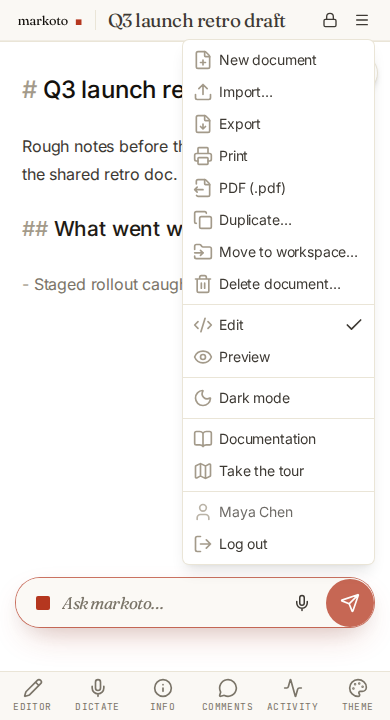 markoto
Q3 launch retro draft
# Q3 launch re
Rough notes before th
the shared retro doc.
## What went w
- Staged rollout caugh
New document
Import...
Export
Print
PDF (.pdf)
Duplicate...
Move to workspace...
Delete document...
Edit
Preview
Dark mode
Documentation
Take the tour
Maya Chen
Log out
Ask markoto...
EDITOR DICTATE INFO COMMENTS ACTIVITY THEME